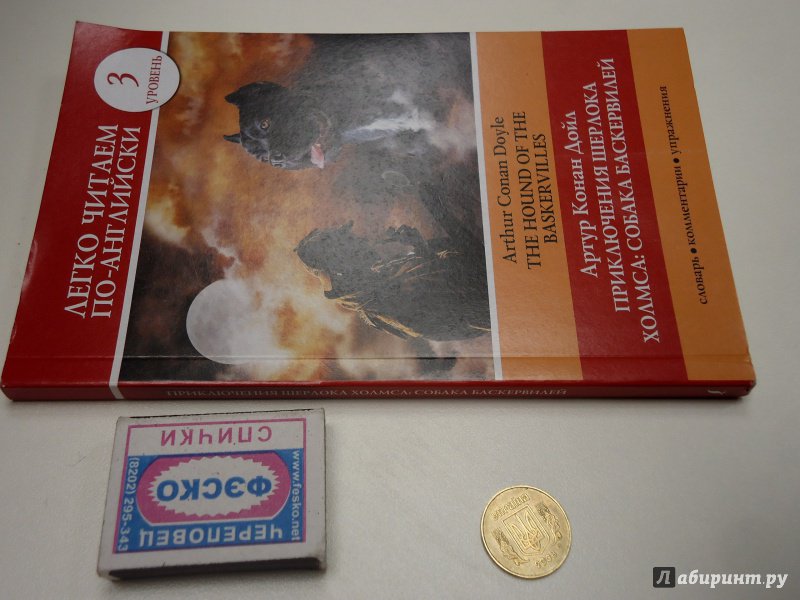 ЛЕГКО ЧИТАЕМ
ПО-АНГЛИЙСКИ
3
УРОВЕНЬ
Arthur Conan Doyle
THE HOUND OF THE
BASKERVILLES
Артур Конан Дойл
ПРИКЛЮЧЕНИЯ ШЕРЛОКА
ХОЛМСА: СОБАКА БАСКЕРВИЛЕЙ
словарь • комментарии • упражнения
ПРИКЛЮЧЕНИЯ ШЕРЛОКА ХОЛМСА: СОБАКА БАСКЕРВИЛЕЙ
ЧЕРЕПОВЕЦ
ФЭСКО
СПИЧКИ
www.fesko.net
(8202) 295-343
УКРАЇНА
Лабиринт.ру